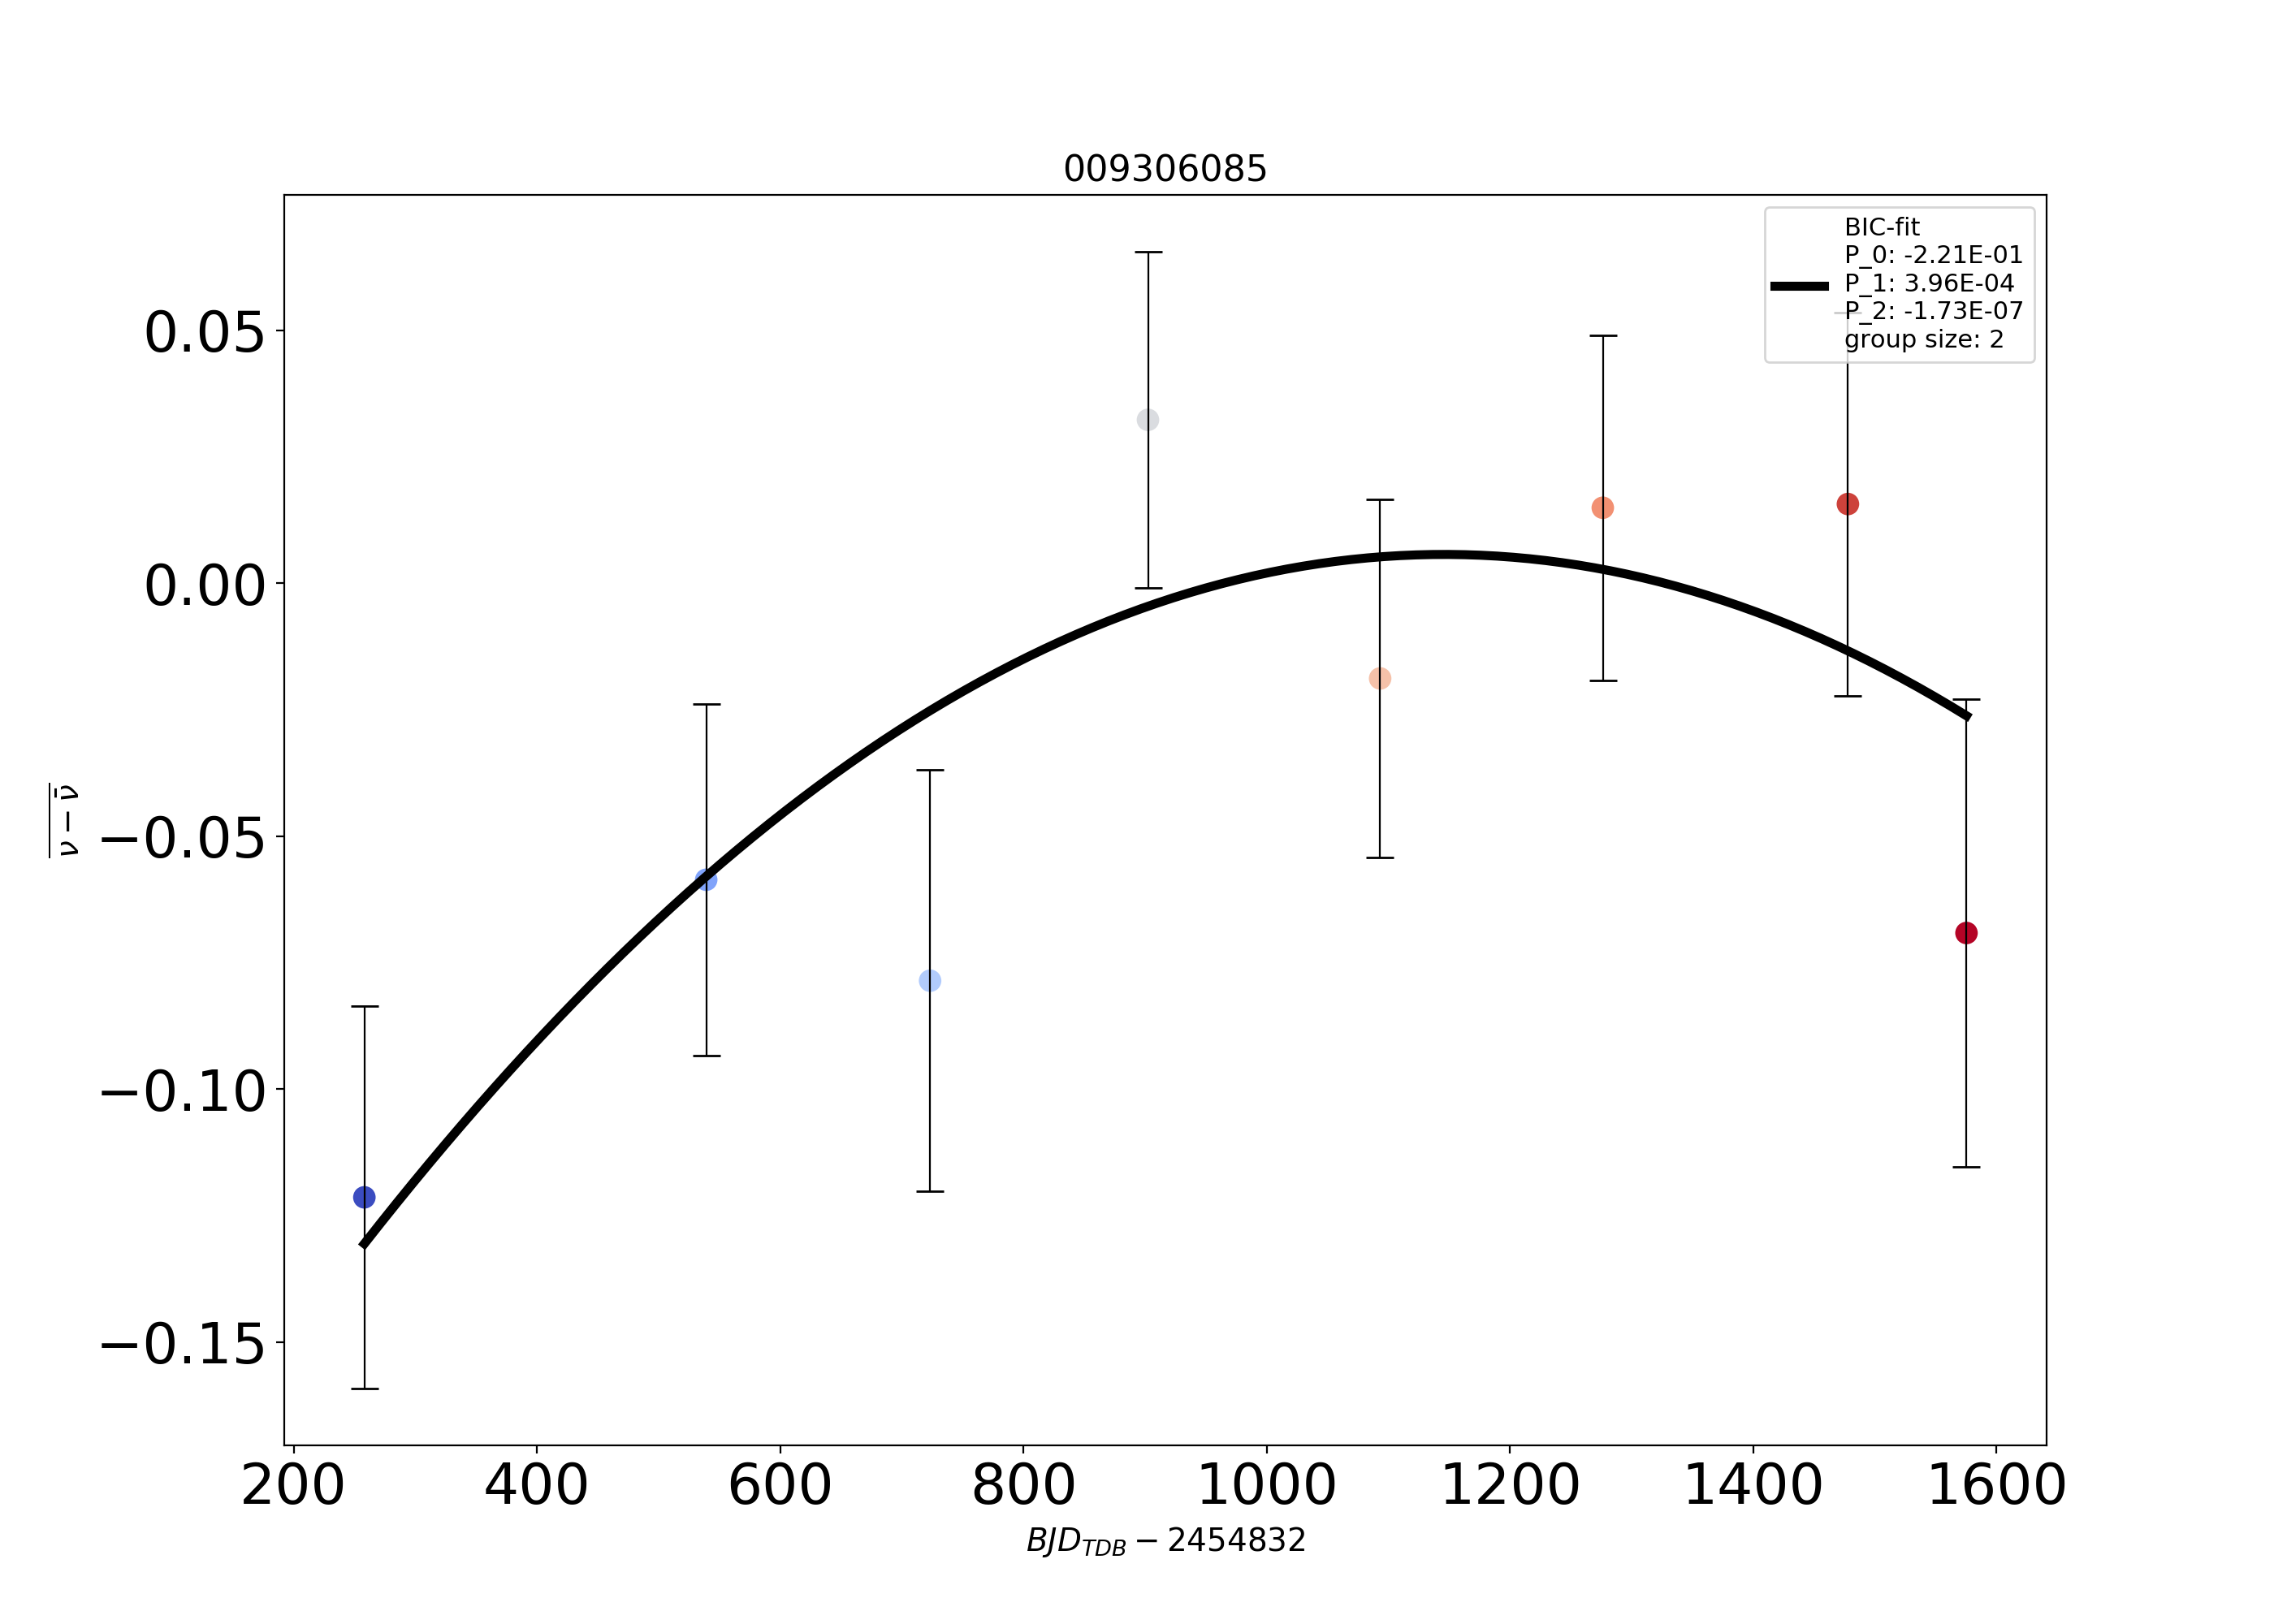 009306085
BIC-fit
P_0: -2.21E-01
P_1: 3.96E-04
P_2: -1.73E-07
group size: 2
0.05
0.00
−0.05
−0.10
−0.15
ν − ν̄
200 400 600 800 1000 1200 1400 1600
BJD_TDB − 2454832